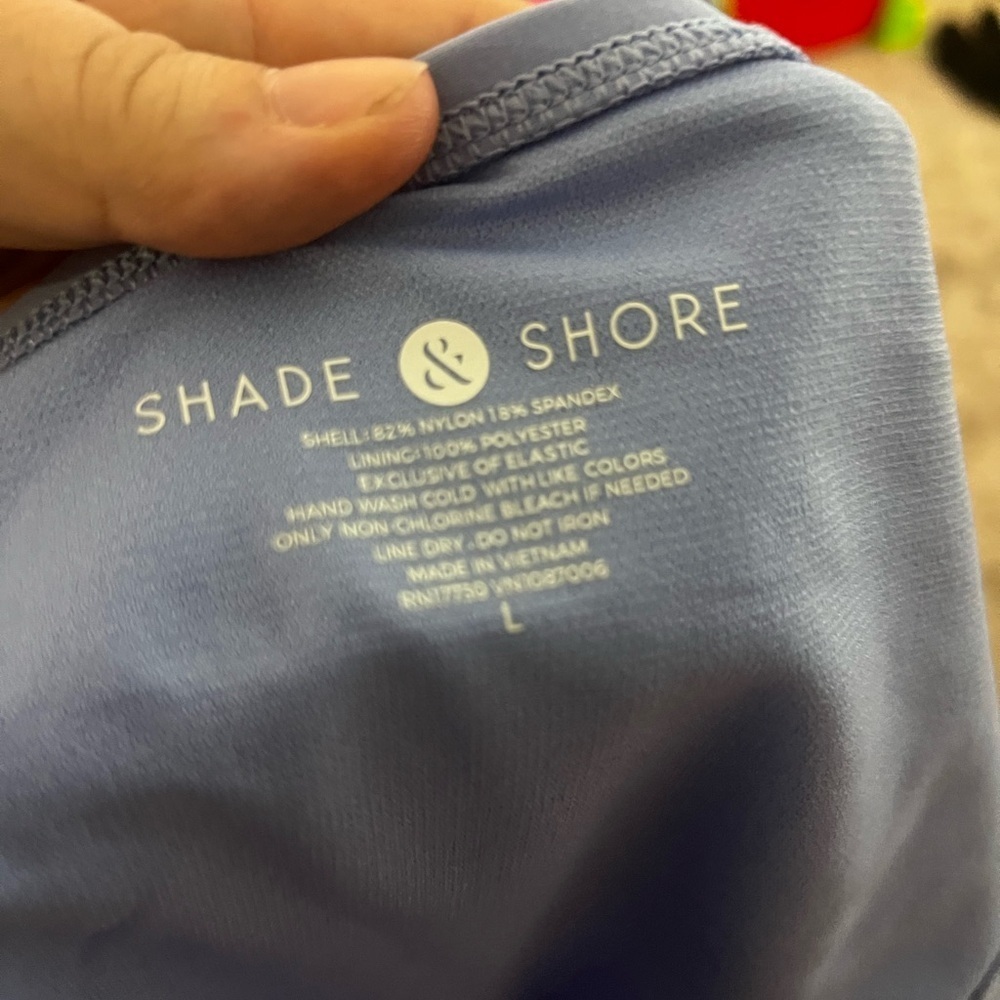 SHADE & SHORE
SHELL: 82% NYLON 18% SPANDEX
LINING: 100% POLYESTER
EXCLUSIVE OF ELASTIC
HAND WASH COLD WITH LIKE COLORS
ONLY NON CHLORINE BLEACH IF NEEDED
LINE DRY. DO NOT IRON
MADE IN VIETNAM
RN17730 VN1087006
L